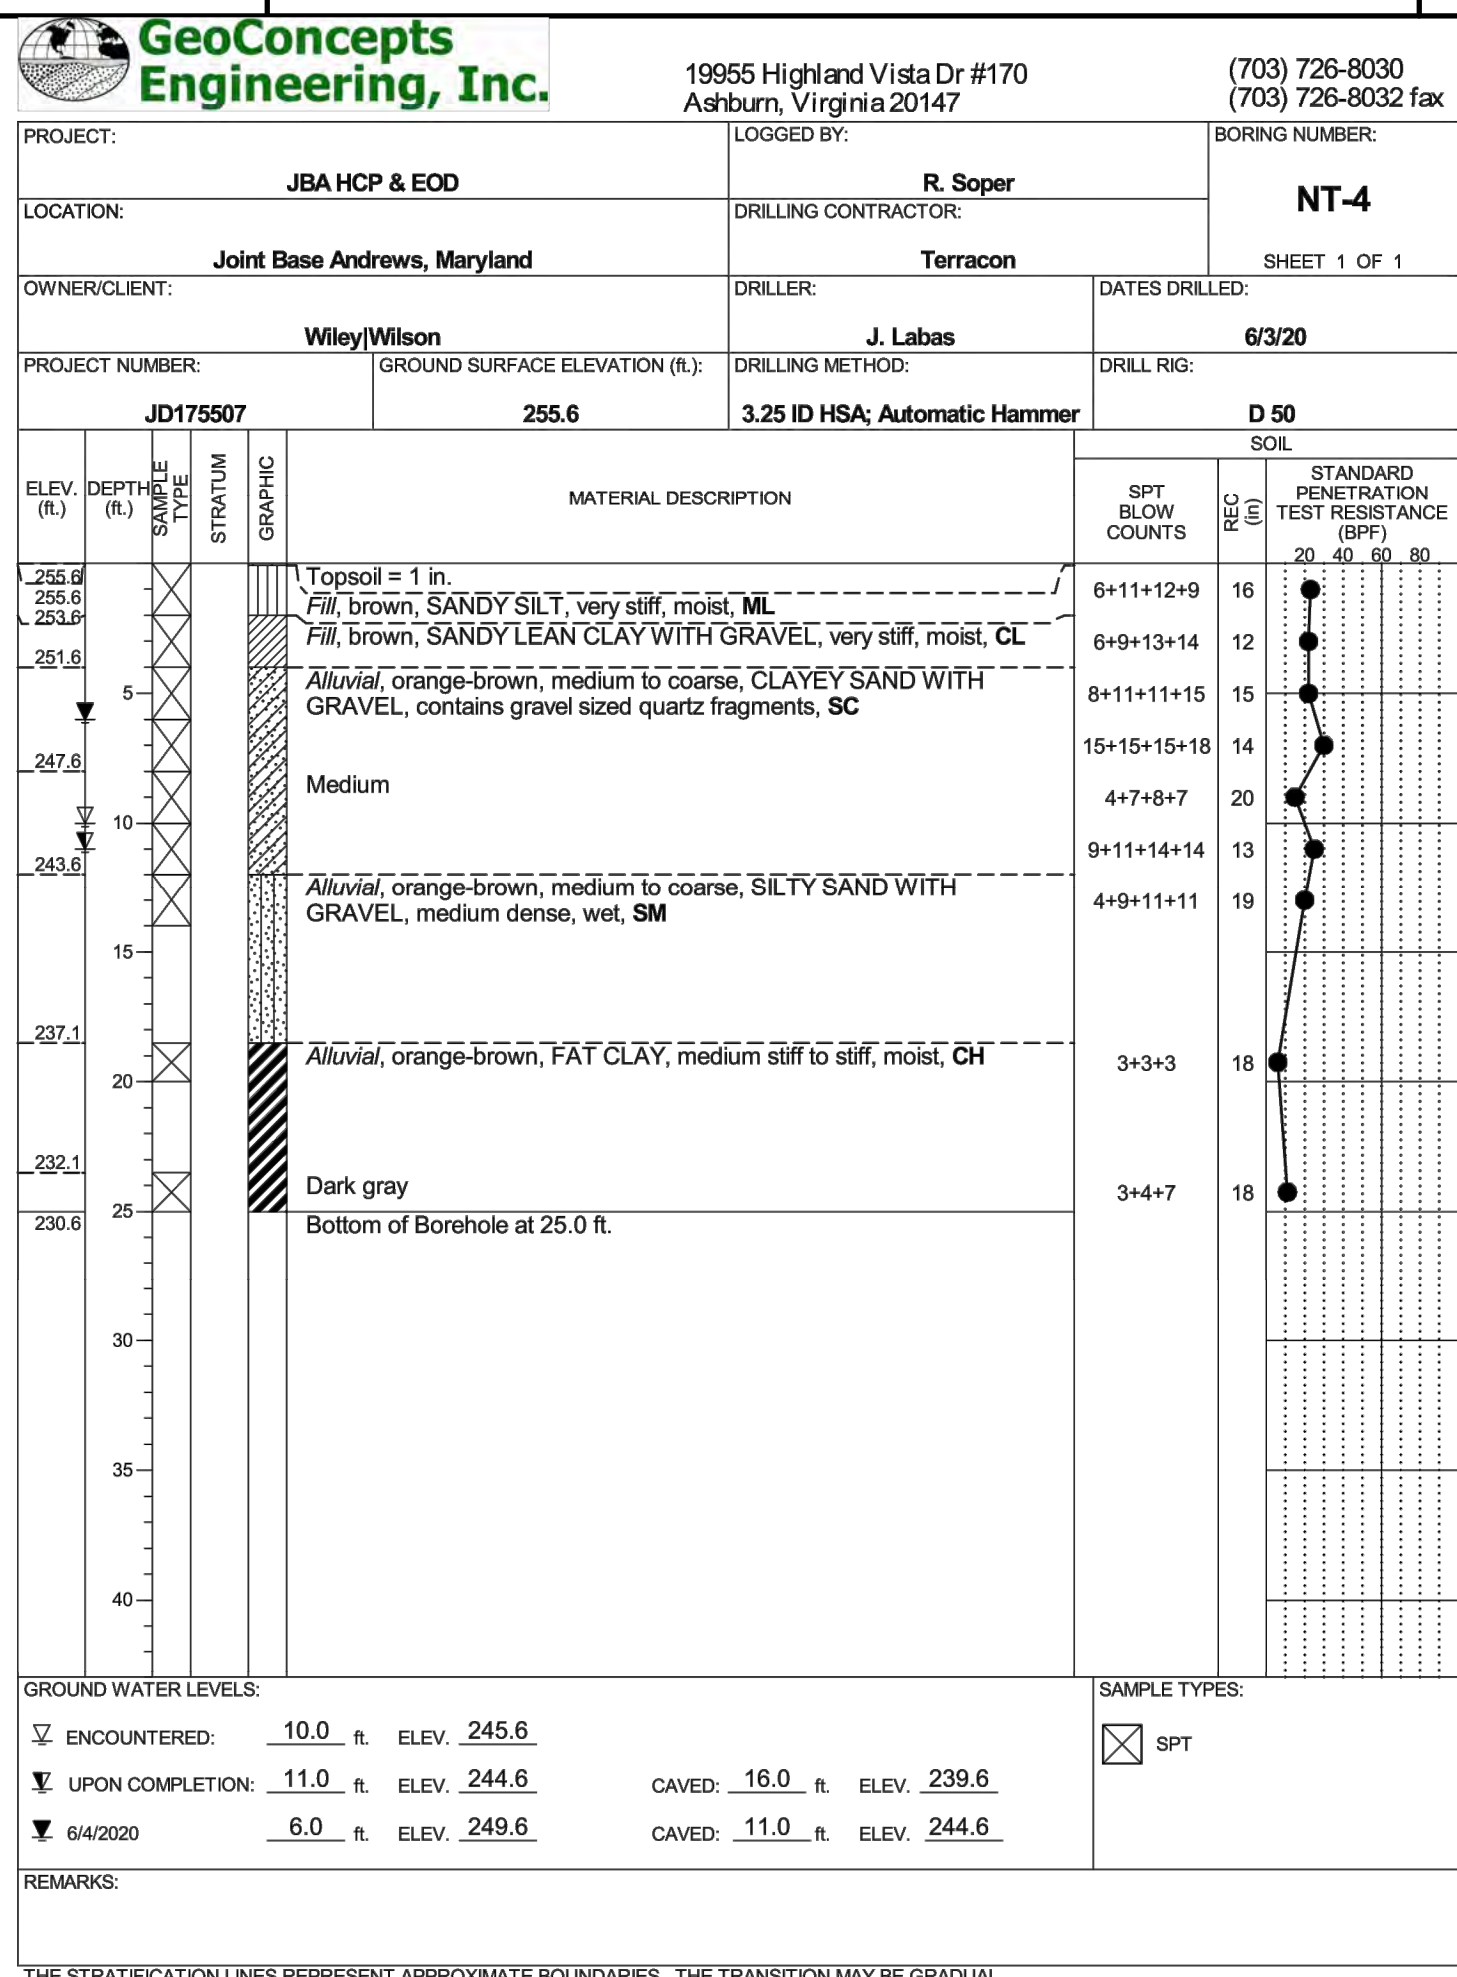 GeoConcepts
Engineering, Inc.
19955 Highland Vista Dr #170
Ashburn, Virginia 20147
(703) 726-8030
(703) 726-8032 fax
PROJECT:
JBA HCP & EOD
LOGGED BY:
R. Soper
BORING NUMBER:
NT-4
SHEET 1 OF 1
LOCATION:
Joint Base Andrews, Maryland
DRILLING CONTRACTOR:
Terracon
OWNER/CLIENT:
Wiley|Wilson
DRILLER:
J. Labas
DATES DRILLED:
6/3/20
PROJECT NUMBER:
JD175507
GROUND SURFACE ELEVATION (ft.):
255.6
DRILLING METHOD:
3.25 ID HSA; Automatic Hammer
DRILL RIG:
D 50
ELEV.
(ft.)
DEPTH
(ft.)
SAMPLE
TYPE
STRATUM
GRAPHIC
MATERIAL DESCRIPTION
SOIL
SPT
BLOW
COUNTS
REC
(in)
STANDARD
PENETRATION
TEST RESISTANCE
(BPF)
20 40 60 80
255.6
Topsoil = 1 in.
255.6
Fill, brown, SANDY SILT, very stiff, moist, ML
6+11+12+9 16
253.6
Fill, brown, SANDY LEAN CLAY WITH GRAVEL, very stiff, moist, CL
6+9+13+14 12
251.6
Alluvial, orange-brown, medium to coarse, CLAYEY SAND WITH
GRAVEL, contains gravel sized quartz fragments, SC
5
8+11+11+15 15
15+15+15+18 14
247.6
Medium
4+7+8+7 20
10
9+11+14+14 13
243.6
Alluvial, orange-brown, medium to coarse, SILTY SAND WITH
GRAVEL, medium dense, wet, SM
4+9+11+11 19
15
237.1
Alluvial, orange-brown, FAT CLAY, medium stiff to stiff, moist, CH
3+3+3 18
20
232.1
Dark gray
3+4+7 18
25
230.6
Bottom of Borehole at 25.0 ft.
30
35
40
GROUND WATER LEVELS:
ENCOUNTERED: 10.0 ft. ELEV. 245.6
UPON COMPLETION: 11.0 ft. ELEV. 244.6 CAVED: 16.0 ft. ELEV. 239.6
6/4/2020 6.0 ft. ELEV. 249.6 CAVED: 11.0 ft. ELEV. 244.6
SAMPLE TYPES:
SPT
REMARKS:
THE STRATIFICATION LINES REPRESENT APPROXIMATE BOUNDARIES. THE TRANSITION MAY BE GRADUAL